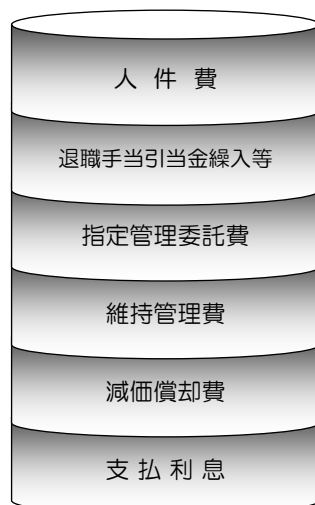 人 件 費
退職手当引当金繰入等
指定管理委託費
維持管理費
減価償却費
支 払 利 息